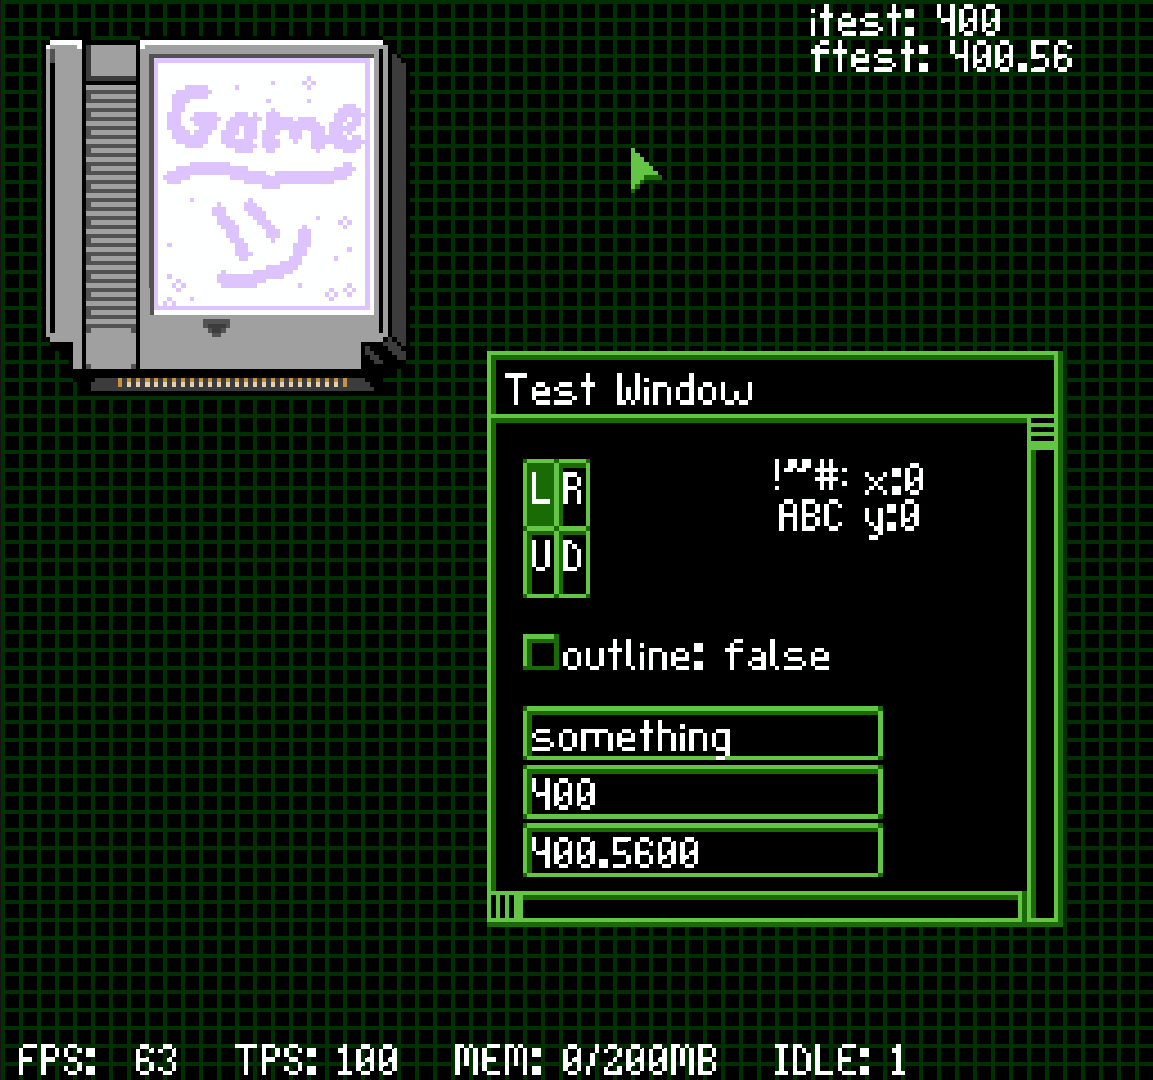 itest: 400
ftest: 400.56
Game
Test Window
L R
U D
!"#: x:0
ABC y:0
outline: false
something
400
400.5600
FPS: 63 TPS: 100 MEM: 0/200MB IDLE: 1